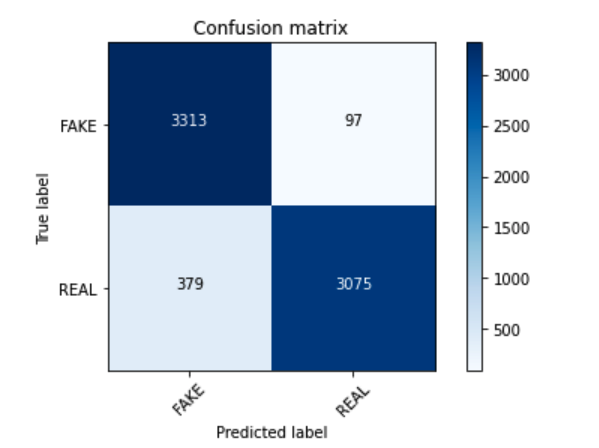 Confusion matrix
True label
FAKE
3313
97
REAL
379
3075
FAKE
REAL
Predicted label
3000
2500
2000
1500
1000
500